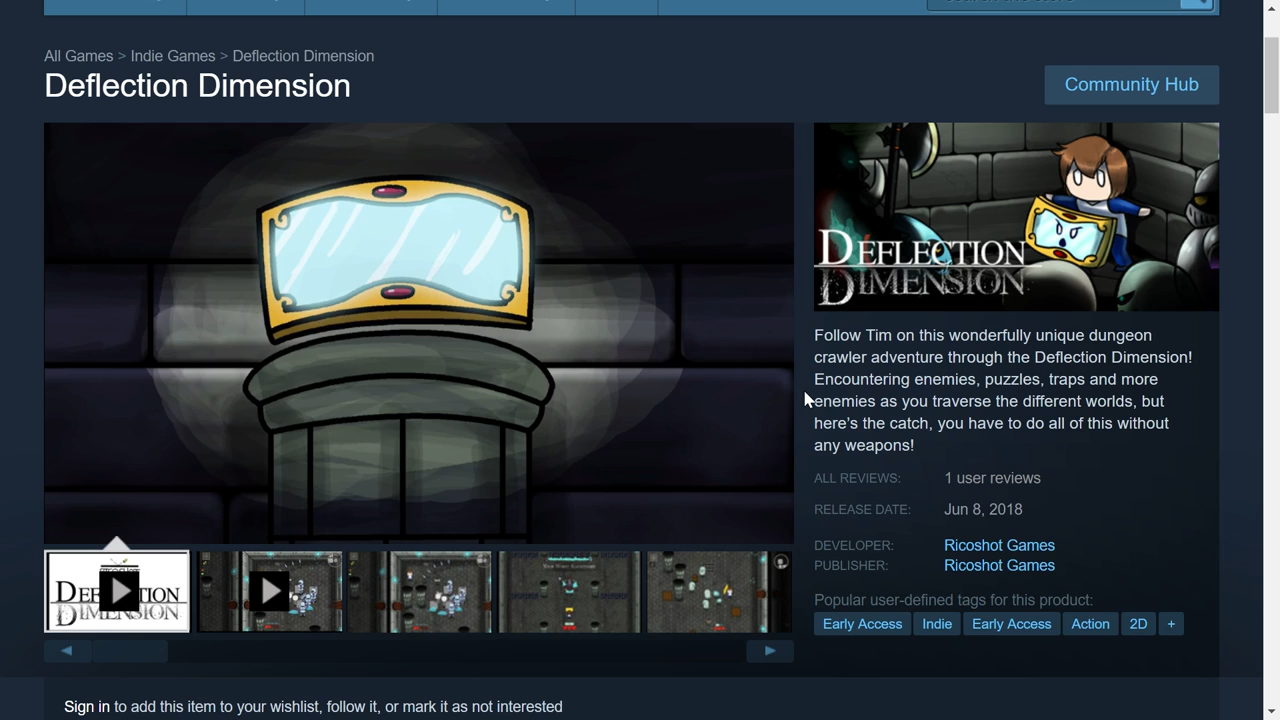 All Games > Indie Games > Deflection Dimension
Deflection Dimension
Community Hub
DEFLECTION
DIMENSION
Follow Tim on this wonderfully unique dungeon
crawler adventure through the Deflection Dimension!
Encountering enemies, puzzles, traps and more
enemies as you traverse the different worlds, but
here's the catch, you have to do all of this without
any weapons!
ALL REVIEWS: 1 user reviews
RELEASE DATE: Jun 8, 2018
DEVELOPER: Ricoshot Games
PUBLISHER: Ricoshot Games
Popular user-defined tags for this product:
Early Access Indie Early Access Action 2D +
Sign in to add this item to your wishlist, follow it, or mark it as not interested